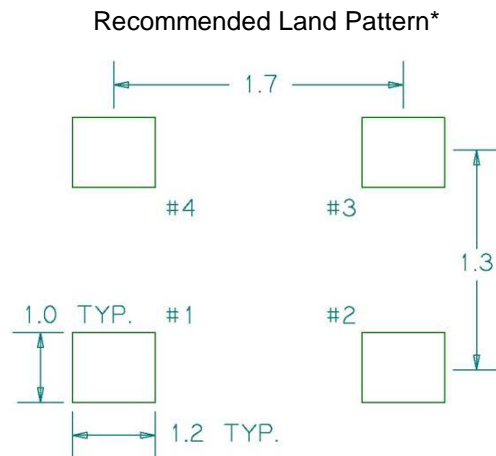 Recommended Land Pattern*
1.7
#4 #3
1.3
1.0 TYP. #1 #2
1.2 TYP.